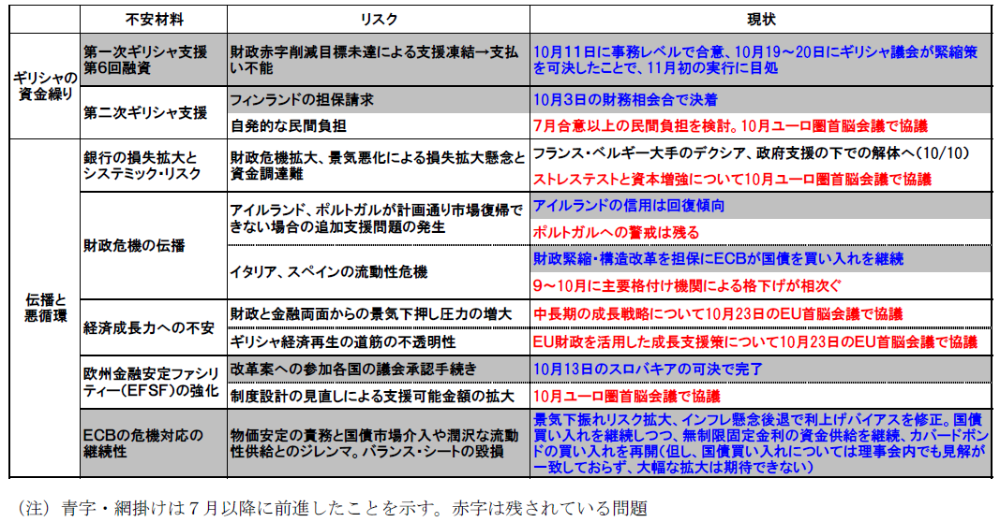 不安材料 リスク 現状
ギリシャの
資金繰り
第一次ギリシャ支援
第6回融資
財政赤字削減目標未達による支援凍結→支払
い不能
10月11日に事務レベルで合意、10月19～20日にギリシャ議会が緊縮策
を可決したことで、11月初の実行に目処
第二次ギリシャ支援
フィンランドの担保請求
10月3日の財務相会合で決着
自発的な民間負担
7月合意以上の民間負担を検討。10月ユーロ圏首脳会議で協議
伝播と
悪循環
銀行の損失拡大と
システミック・リスク
財政危機拡大、景気悪化による損失拡大懸念と
資金調達難
フランス・ベルギー大手のデクシア、政府支援の下での解体へ(10/10)
ストレステストと資本増強について10月ユーロ圏首脳会議で協議
財政危機の伝播
アイルランド、ポルトガルが計画通り市場復帰で
きない場合の追加支援問題の発生
アイルランドの信用は回復傾向
ポルトガルへの警戒は残る
イタリア、スペインの流動性危機
財政緊縮・構造改革を担保にECBが国債を買い入れを継続
9～10月に主要格付け機関による格下げが相次ぐ
経済成長力への不安
財政と金融両面からの景気下押し圧力の増大
中長期の成長戦略について10月23日のEU首脳会議で協議
ギリシャ経済再生の道筋の不透明性
EU財政を活用した成長支援策について10月23日のEU首脳会議で協議
欧州金融安定ファシリ
ティー(EFSF)の強化
改革案への参加各国の議会承認手続き
10月13日のスロバキアの可決で完了
制度設計の見直しによる支援可能金額の拡大
10月ユーロ圏首脳会議で協議
ECBの危機対応の
継続性
物価安定の責務と国債市場介入や潤沢な流動
性供給とのジレンマ。バランス・シートの毀損
景気下振れリスク拡大、インフレ懸念後退で利上げバイアスを修正。国債
買い入れを継続しつつ、無制限固定金利の資金供給を継続、カバードボン
ドの買い入れを再開(但し、国債買い入れについては理事会内でも見解が
一致しておらず、大幅な拡大は期待できない)
（注）青字・網掛けは７月以降に前進したことを示す。赤字は残されている問題